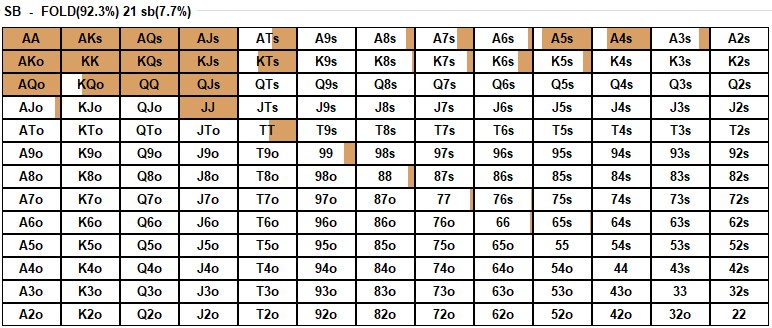 SB - FOLD(92.3%) 21 sb(7.7%)
AA AKs AQs AJs ATs A9s A8s A7s A6s A5s A4s A3s A2s
AKo KK KQs KJs KTs K9s K8s K7s K6s K5s K4s K3s K2s
AQo KQo QQ QJs QTs Q9s Q8s Q7s Q6s Q5s Q4s Q3s Q2s
AJo KJo QJo JJ JTs J9s J8s J7s J6s J5s J4s J3s J2s
ATo KTo QTo JTo TT T9s T8s T7s T6s T5s T4s T3s T2s
A9o K9o Q9o J9o T9o 99 98s 97s 96s 95s 94s 93s 92s
A8o K8o Q8o J8o T8o 98o 88 87s 86s 85s 84s 83s 82s
A7o K7o Q7o J7o T7o 97o 87o 77 76s 75s 74s 73s 72s
A6o K6o Q6o J6o T6o 96o 86o 76o 66 65s 64s 63s 62s
A5o K5o Q5o J5o T5o 95o 85o 75o 65o 55 54s 53s 52s
A4o K4o Q4o J4o T4o 94o 84o 74o 64o 54o 44 43s 42s
A3o K3o Q3o J3o T3o 93o 83o 73o 63o 53o 43o 33 32s
A2o K2o Q2o J2o T2o 92o 82o 72o 62o 52o 42o 32o 22